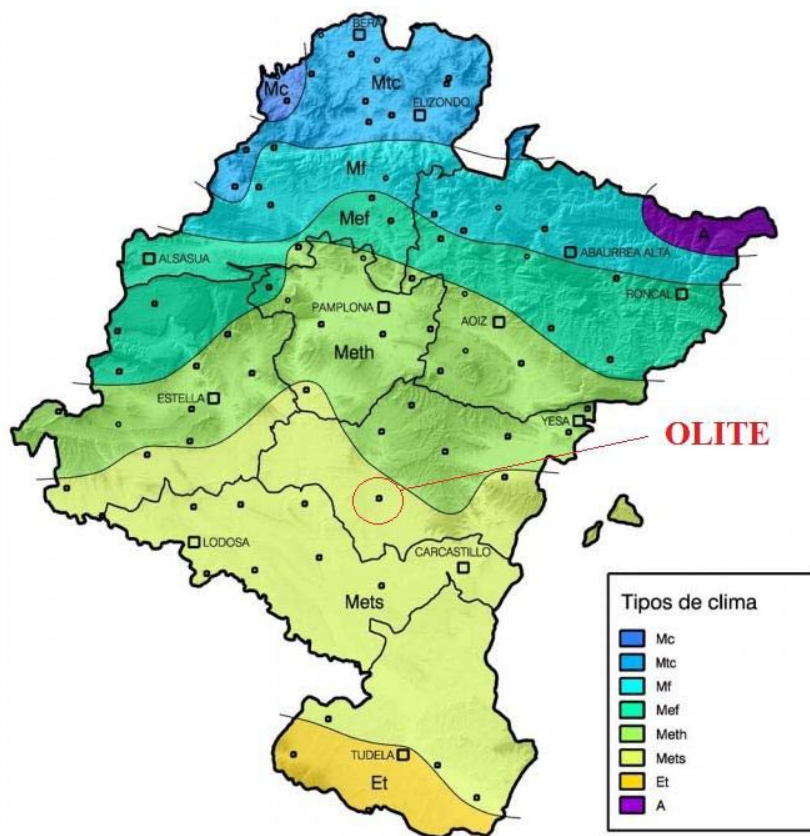 BERA
Mc
Mtc
ELIZONDO
Mf
Mef
A
ALSASUA
ABAURREA ALTA
RONCAL
PAMPLONA
AOIZ
Meth
ESTELLA
YESA
OLITE
LODOSA
CARCASTILLO
Mets
TUDELA
Et
Tipos de clima
Mc
Mtc
Mf
Mef
Meth
Mets
Et
A